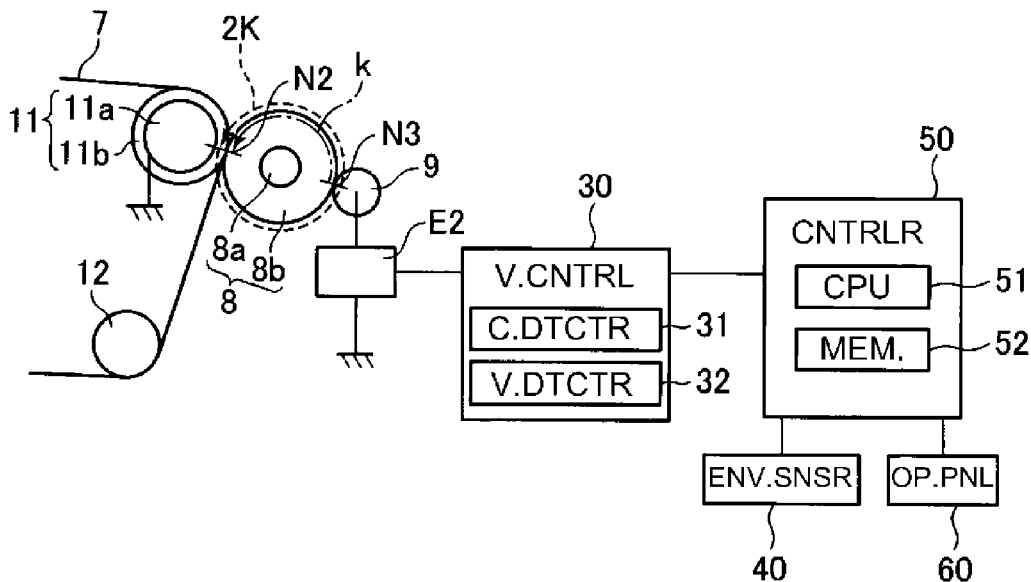 7
2K
k
N2
11
11a
11b
N3
9
50
30
CNTRLR
E2
8a
8b
8
V.CNTRL
CPU
51
12
C.DTCTR
31
MEM.
52
V.DTCTR
32
ENV.SNSR
OP.PNL
40
60